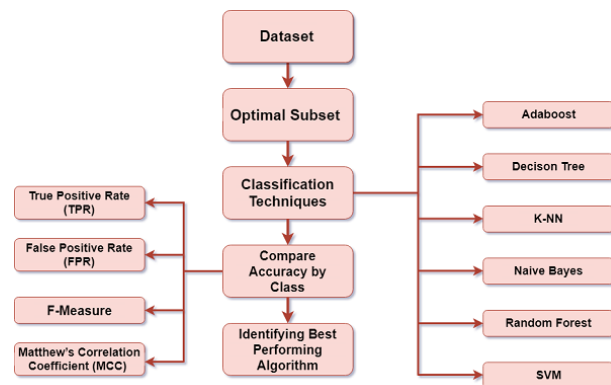 Dataset
Optimal Subset
Classification
Techniques
Compare
Accuracy by
Class
Identifying Best
Performing
Algorithm
True Positive Rate
(TPR)
False Positive Rate
(FPR)
F-Measure
Matthew's Correlation
Coefficient (MCC)
Adaboost
Decison Tree
K-NN
Naive Bayes
Random Forest
SVM